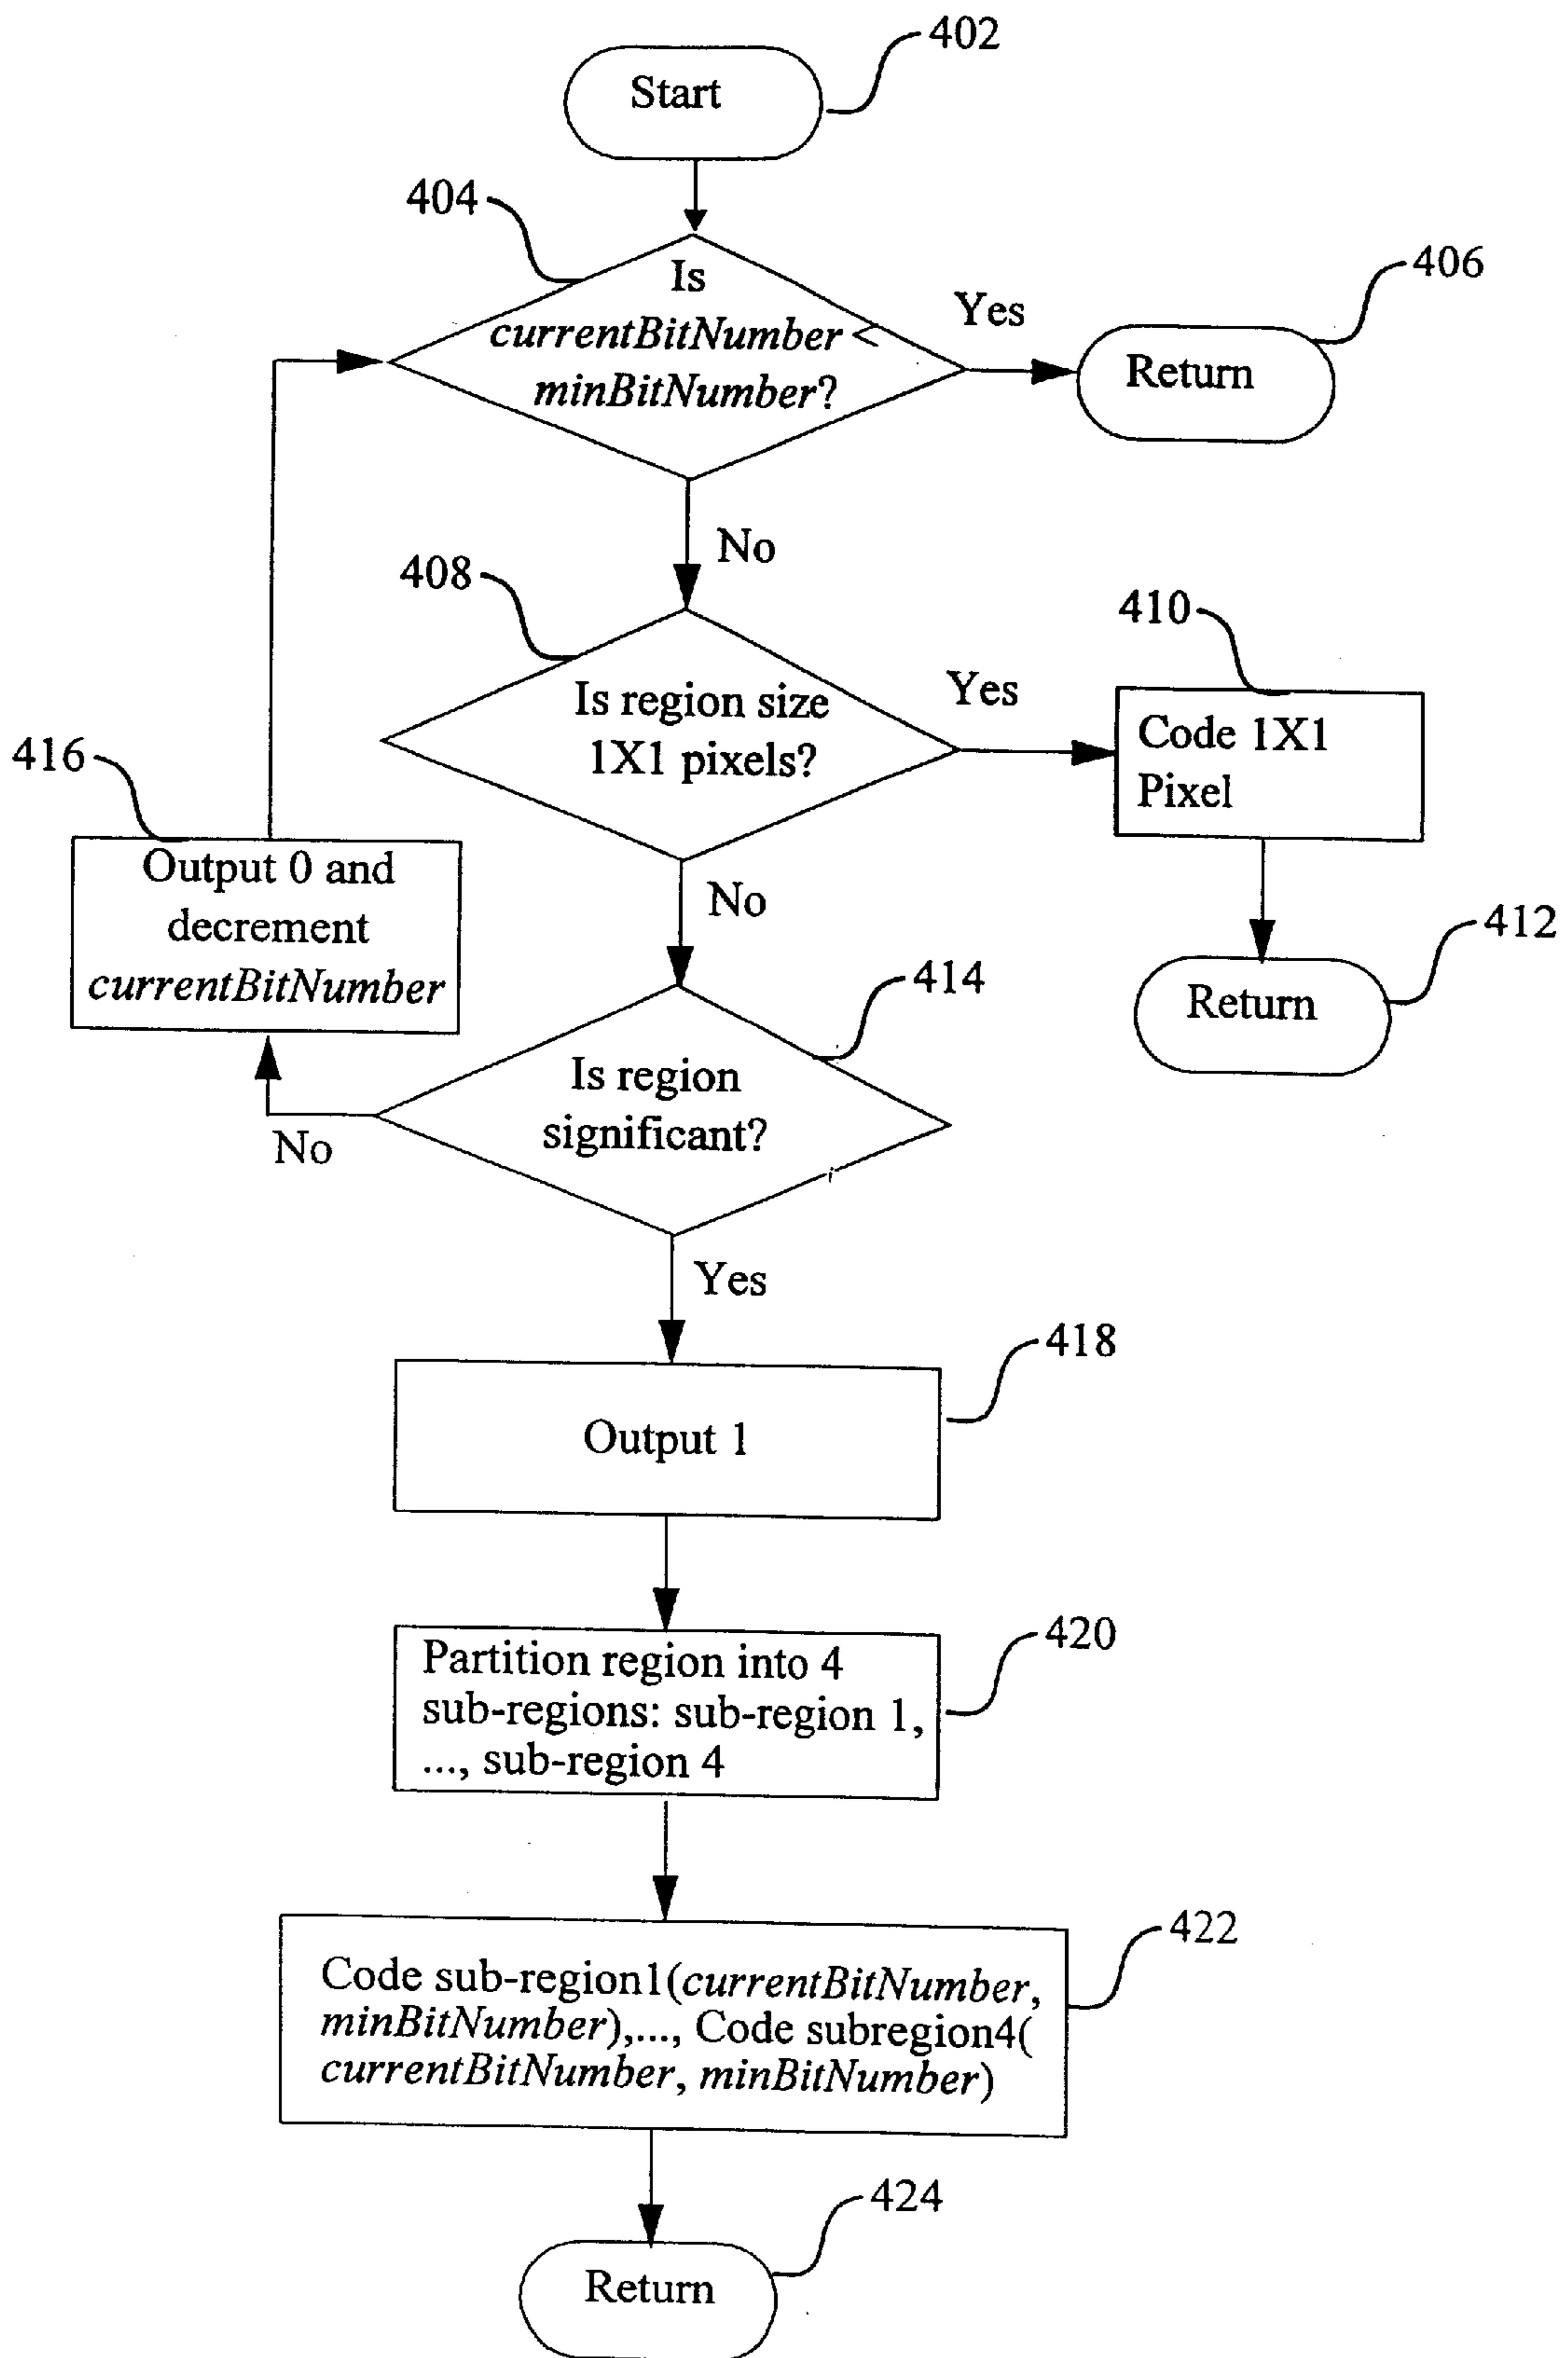 402
Start
404
Is
currentBitNumber <
minBitNumber?
Yes
406
Return
No
408
Is region size
1X1 pixels?
Yes
410
Code 1X1
Pixel
416
Output 0 and
decrement
currentBitNumber
No
412
Return
414
Is region
significant?
No
Yes
418
Output 1
420
Partition region into 4
sub-regions: sub-region 1,
..., sub-region 4
422
Code sub-region1(currentBitNumber,
minBitNumber),..., Code subregion4(
currentBitNumber, minBitNumber)
424
Return